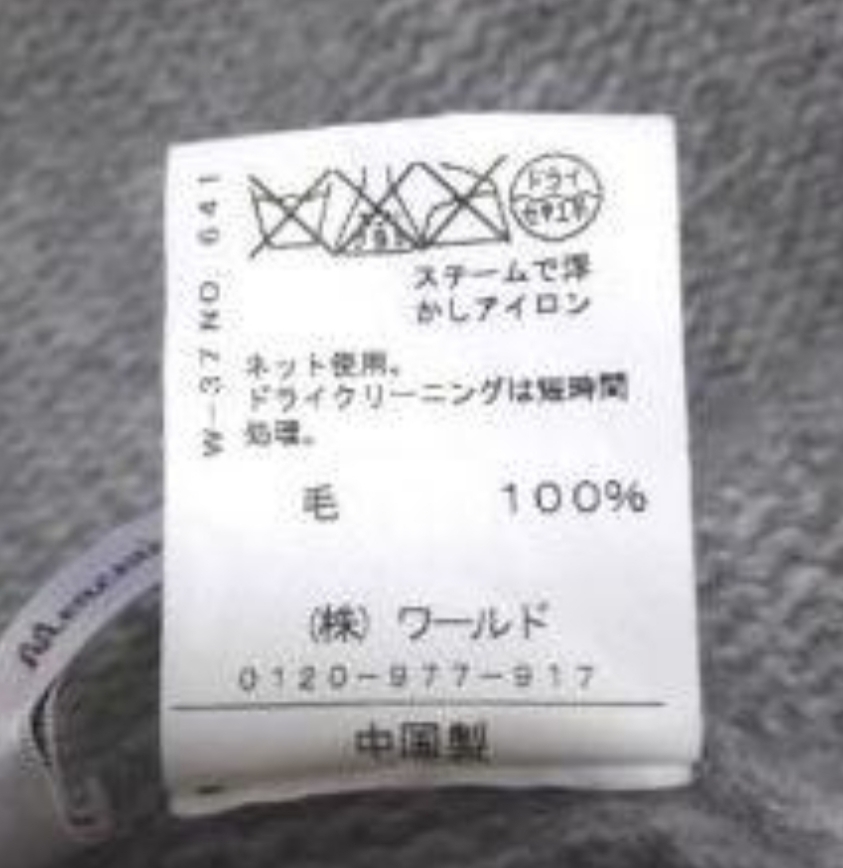 W-37 NO 641
ドライ
セキユ系
スチームで浮
かしアイロン
ネット使用。
ドライクリーニングは短時間
処理。
毛 100%
(株) ワールド
0120-977-917
中国製